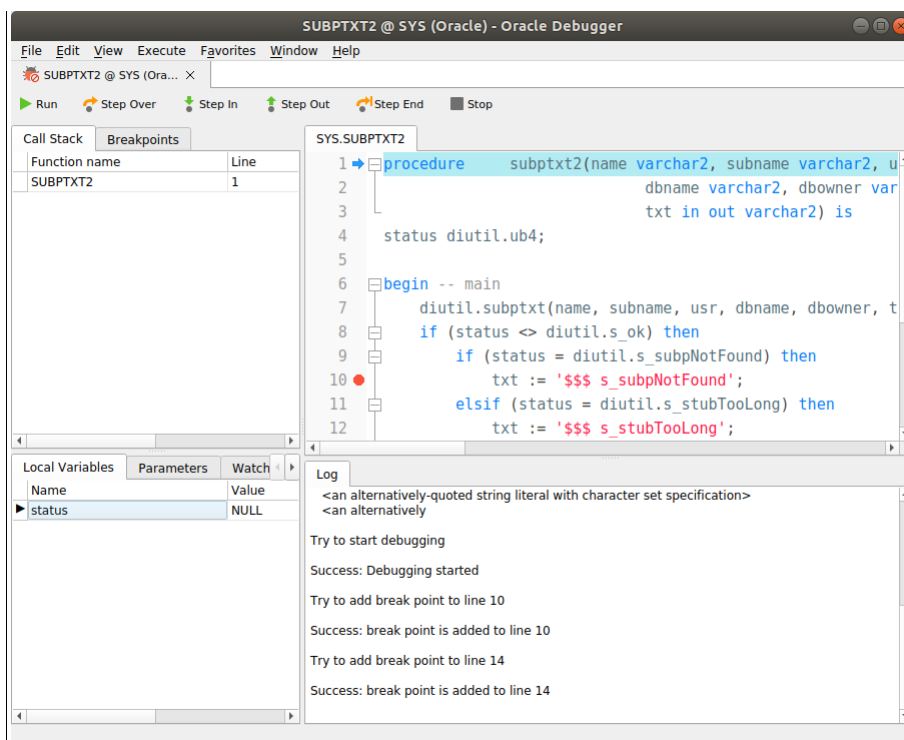 SUBPTXT2 @ SYS (Oracle) - Oracle Debugger
File Edit View Execute Favorites Window Help
SUBPTXT2 @ SYS (Ora... ×
Run Step Over Step In Step Out Step End Stop
Call Stack Breakpoints
Function name Line
SUBPTXT2 1
SYS.SUBPTXT2
1 procedure subptxt2(name varchar2, subname varchar2, u
2 dbname varchar2, dbowner var
3 txt in out varchar2) is
4 status diutil.ub4;
5
6 begin -- main
7 diutil.subptxt(name, subname, usr, dbname, dbowner, t
8 if (status <> diutil.s_ok) then
9 if (status = diutil.s_subpNotFound) then
10 txt := '$$$ s_subpNotFound';
11 elsif (status = diutil.s_stubTooLong) then
12 txt := '$$$ s_stubTooLong';
Local Variables Parameters Watch
Name Value
status NULL
Log
<an alternatively-quoted string literal with character set specification>
<an alternatively
Try to start debugging
Success: Debugging started
Try to add break point to line 10
Success: break point is added to line 10
Try to add break point to line 14
Success: break point is added to line 14